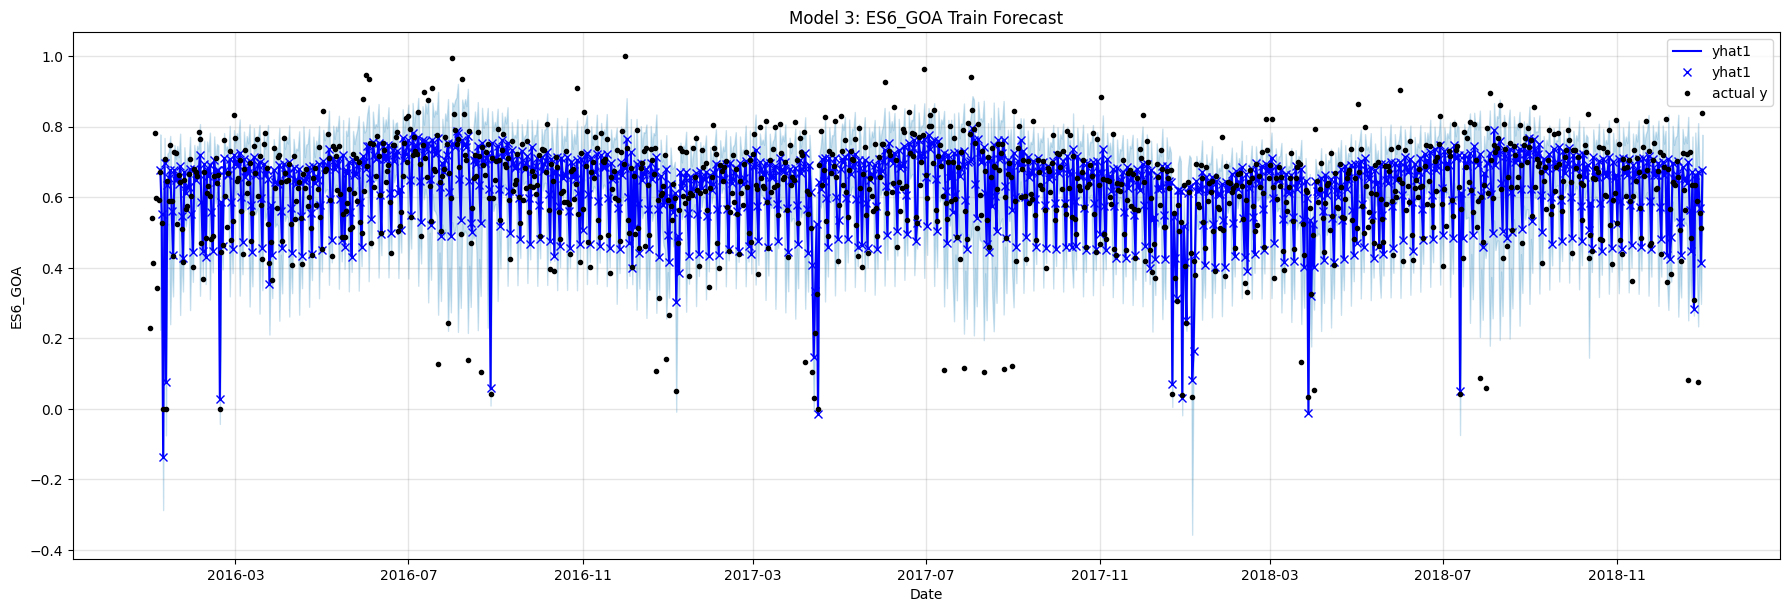 Model 3: ES6_GOA Train Forecast
yhat1
yhat1
actual y
ES6_GOA
1.0
0.8
0.6
0.4
0.2
0.0
−0.2
−0.4
2016-03
2016-07
2016-11
2017-03
2017-07
2017-11
2018-03
2018-07
2018-11
Date